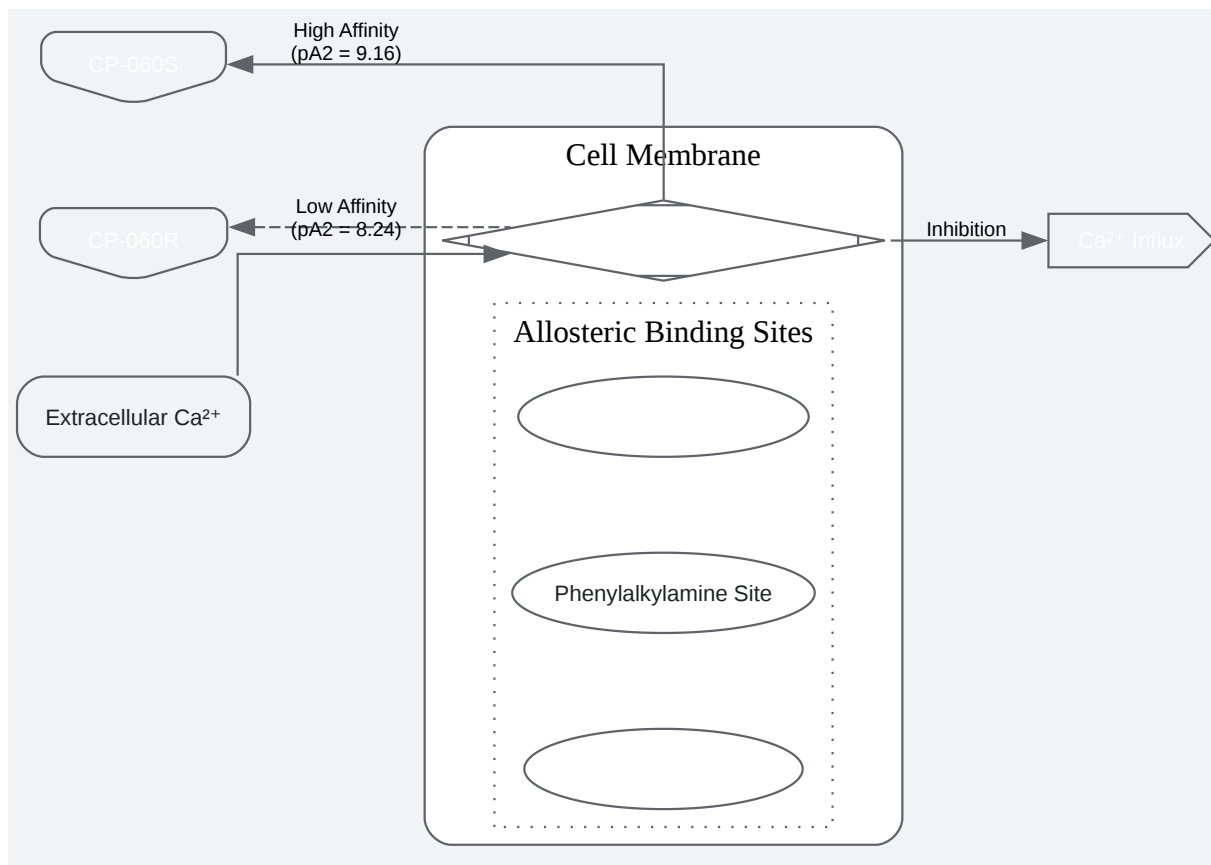 High Affinity
(pA2 = 9.16)
CP-060S
Cell Membrane
Low Affinity
(pA2 = 8.24)
CP-060R
Inhibition
Ca²⁺ Influx
Allosteric Binding Sites
Extracellular Ca²⁺
Phenylalkylamine Site